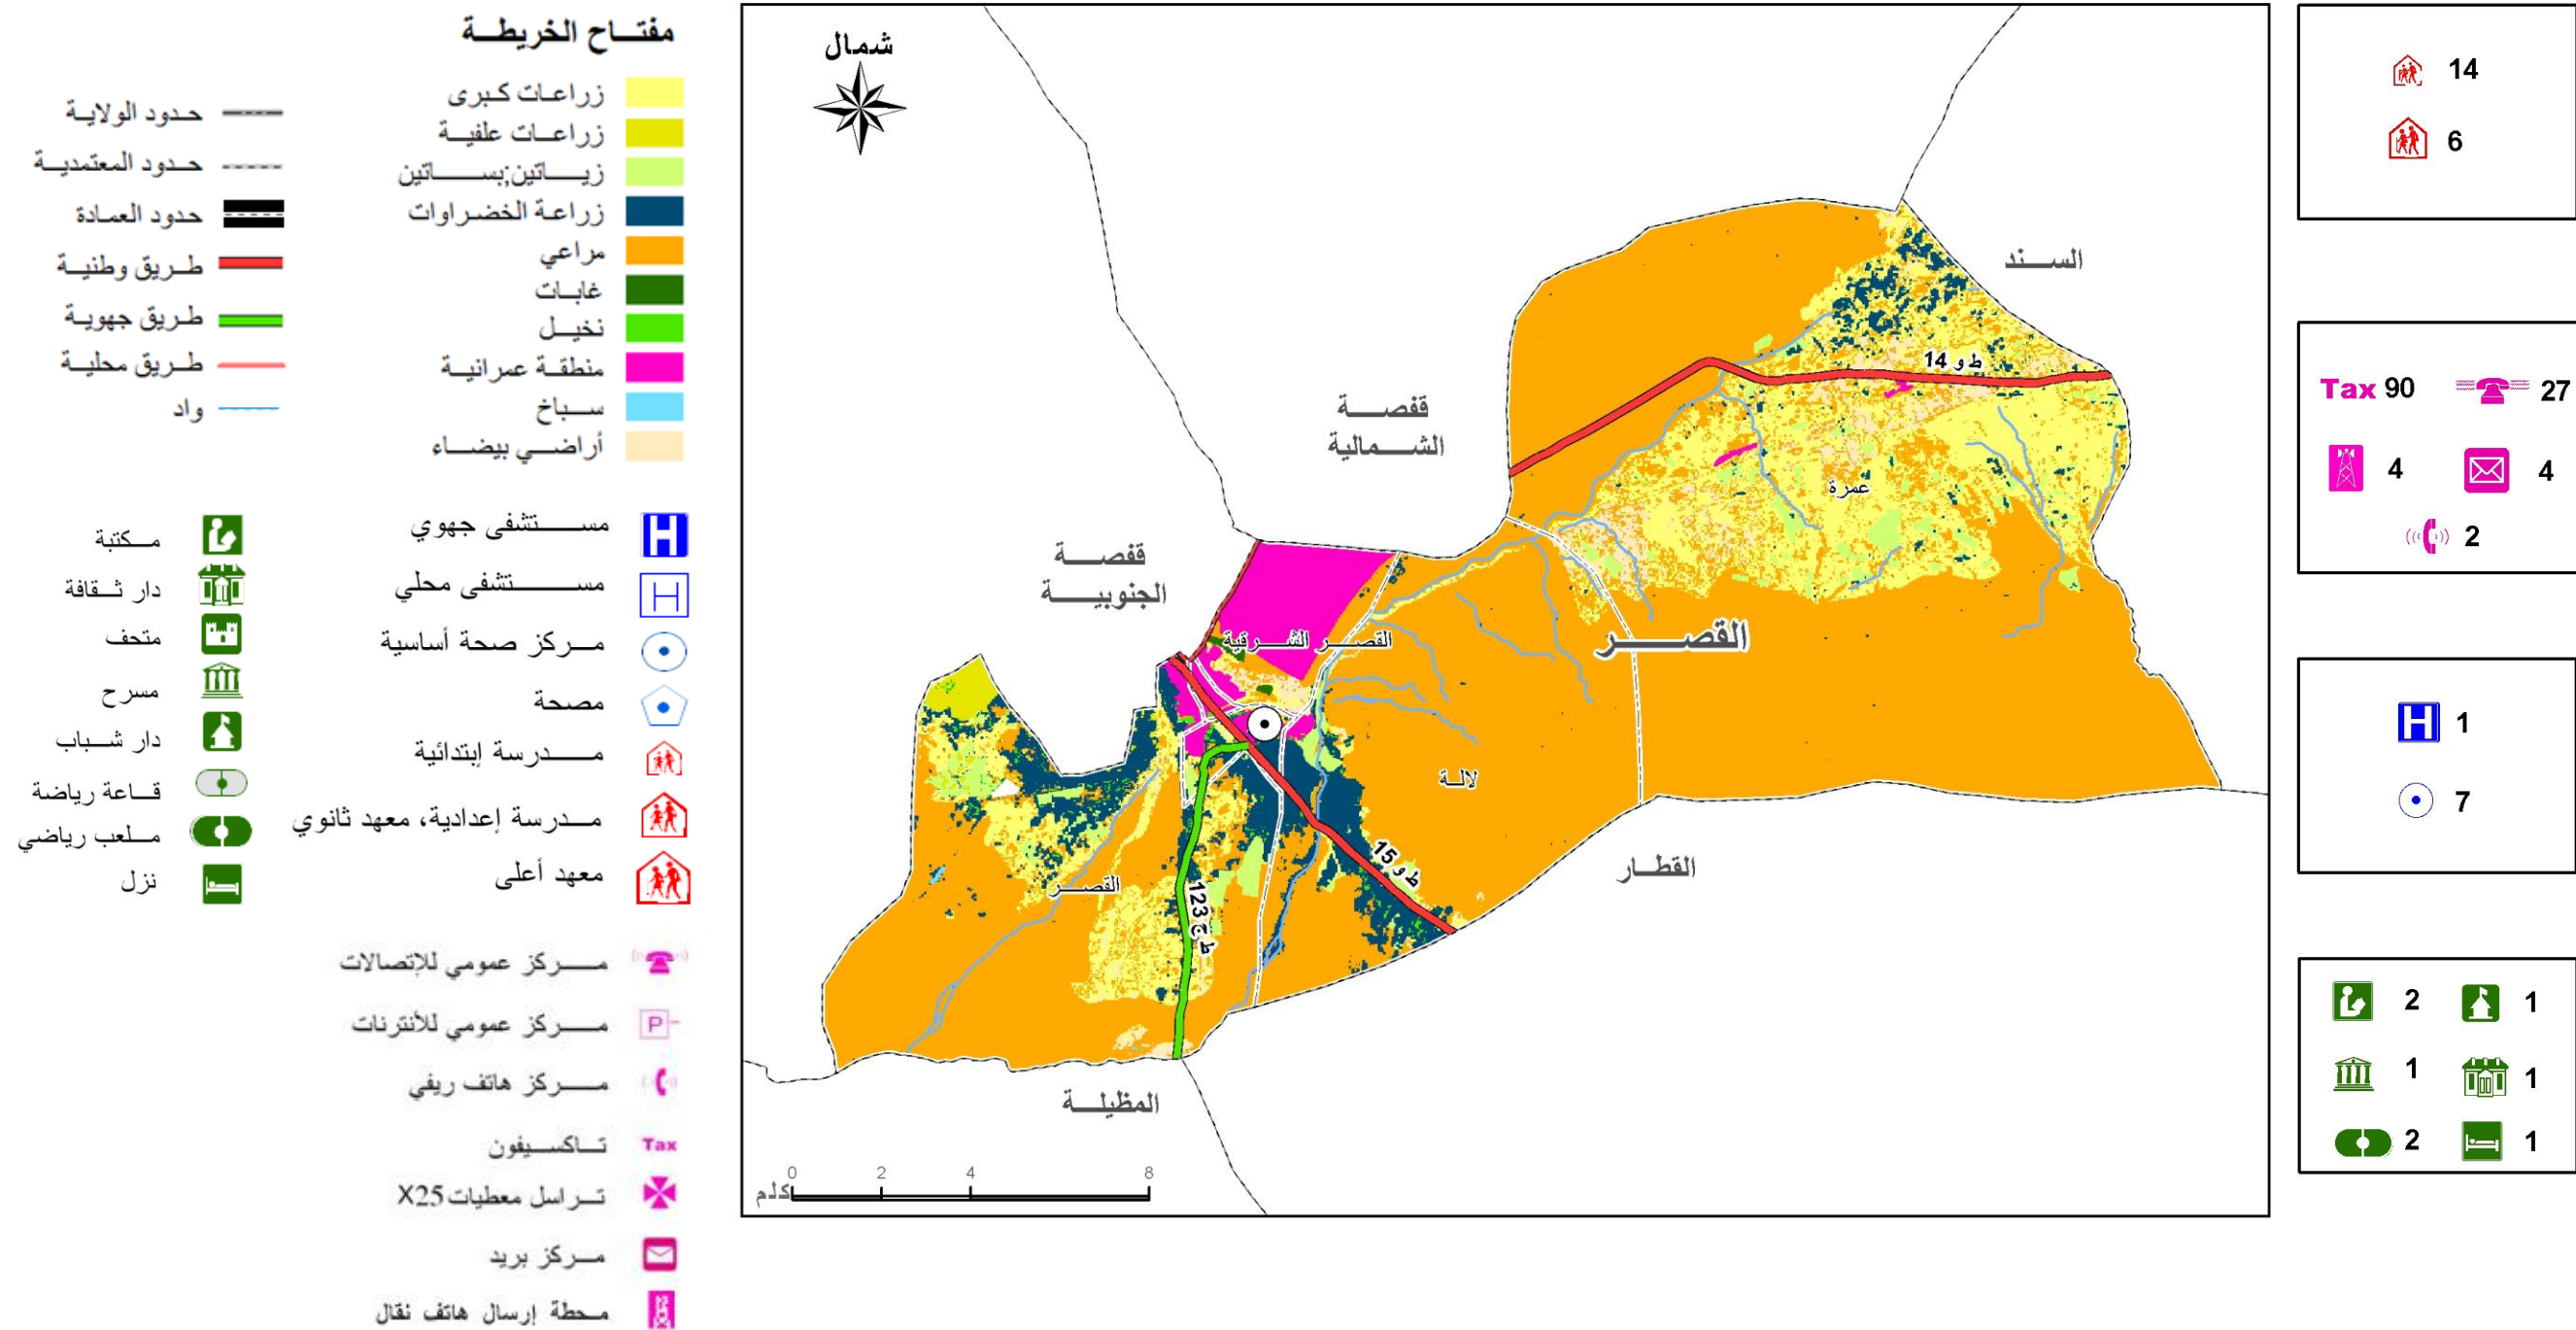 مفتاح الخريطة
زراعات كبرى
زراعات علفية
زياتين;بساتين
زراعة الخضراوات
مراعي
غابات
نخيل
منطقة عمرانية
سباخ
أراضي بيضاء
حدود الولاية
حدود المعتمدية
حدود العمادة
طريق وطنية
طريق جهوية
طريق محلية
واد
مستشفى جهوي
مستشفى محلي
مركز صحة أساسية
مصحة
مدرسة إبتدائية
مدرسة إعدادية، معهد ثانوي
معهد أعلى
مكتبة
دار ثقافة
متحف
مسرح
دار شباب
قاعة رياضة
ملعب رياضي
نزل
مركز عمومي للإتصالات
P مركز عمومي للأنترنات
مركز هاتف ريفي
Tax تاكسيفون
تراسل معطيات X25
مركز بريد
محطة إرسال هاتف نقال
شمال
السند
ط و 14
قفصة
الشمالية
عمرة
قفصة
الجنوبية
القصر الشرقية
القصر
لالة
القطار
ط و 15
القصر
ط ج 123
المظيلة
0 2 4 8
كلم
14
6
Tax 90
27
4
4
2
H 1
7
2
1
1
1
2
1